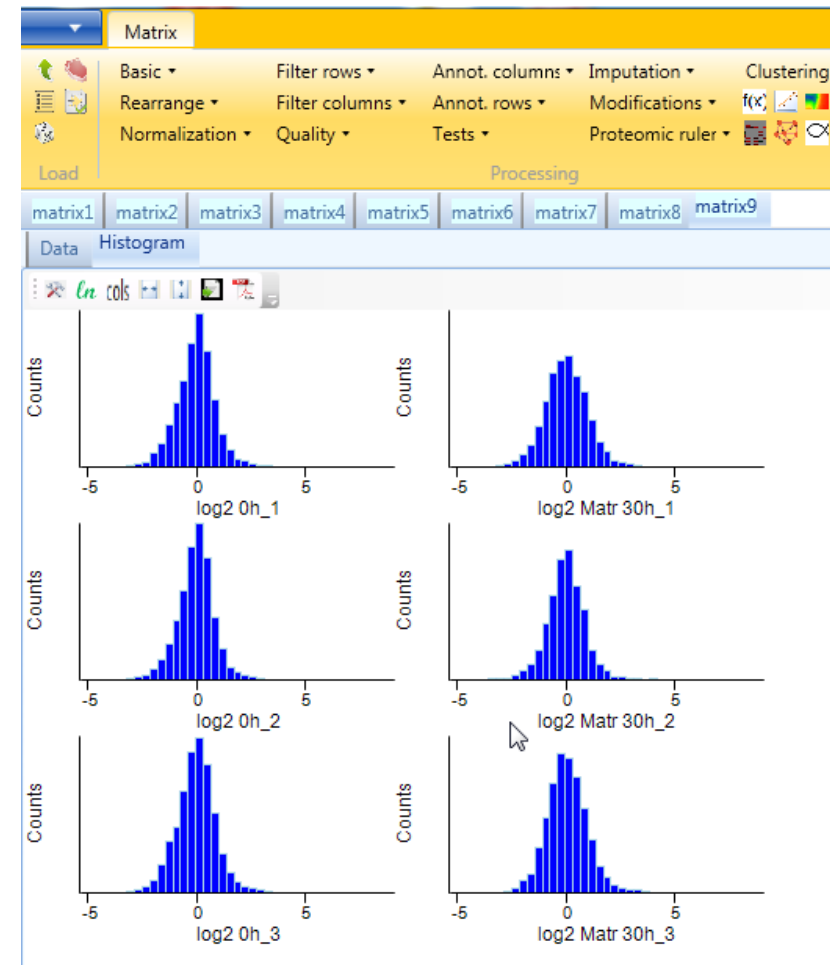 Matrix
Basic Filter rows Annot. columns Imputation Clustering
Rearrange Filter columns Annot. rows Modifications f(x)
Normalization Quality Tests Proteomic ruler
Load Processing
matrix1 matrix2 matrix3 matrix4 matrix5 matrix6 matrix7 matrix8 matrix9
Data Histogram
ln cols
Counts Counts
-5 0 5 -5 0 5
log2 0h_1 log2 Matr 30h_1
Counts Counts
-5 0 5 -5 0 5
log2 0h_2 log2 Matr 30h_2
Counts Counts
-5 0 5 -5 0 5
log2 0h_3 log2 Matr 30h_3